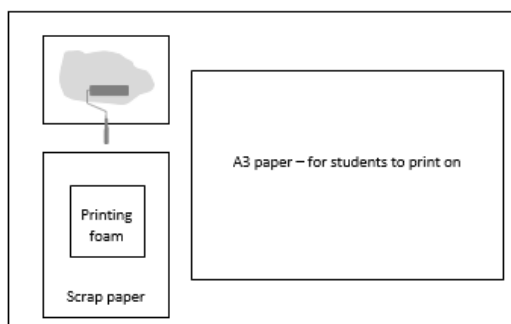 A3 paper – for students to print on
Printing
foam
Scrap paper